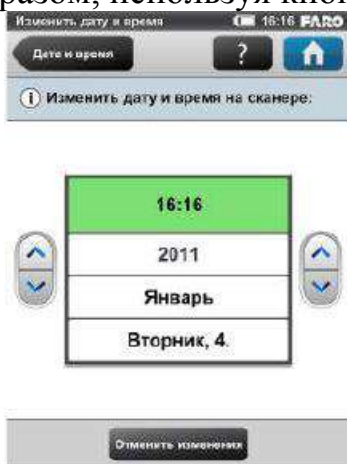 разом, используя кноп
Изменить дату и время 16:16 FARO
Дата и время ?
i Изменить дату и время на сканере:
16:16
2011
Январь
Вторник, 4.
Отменить изменения